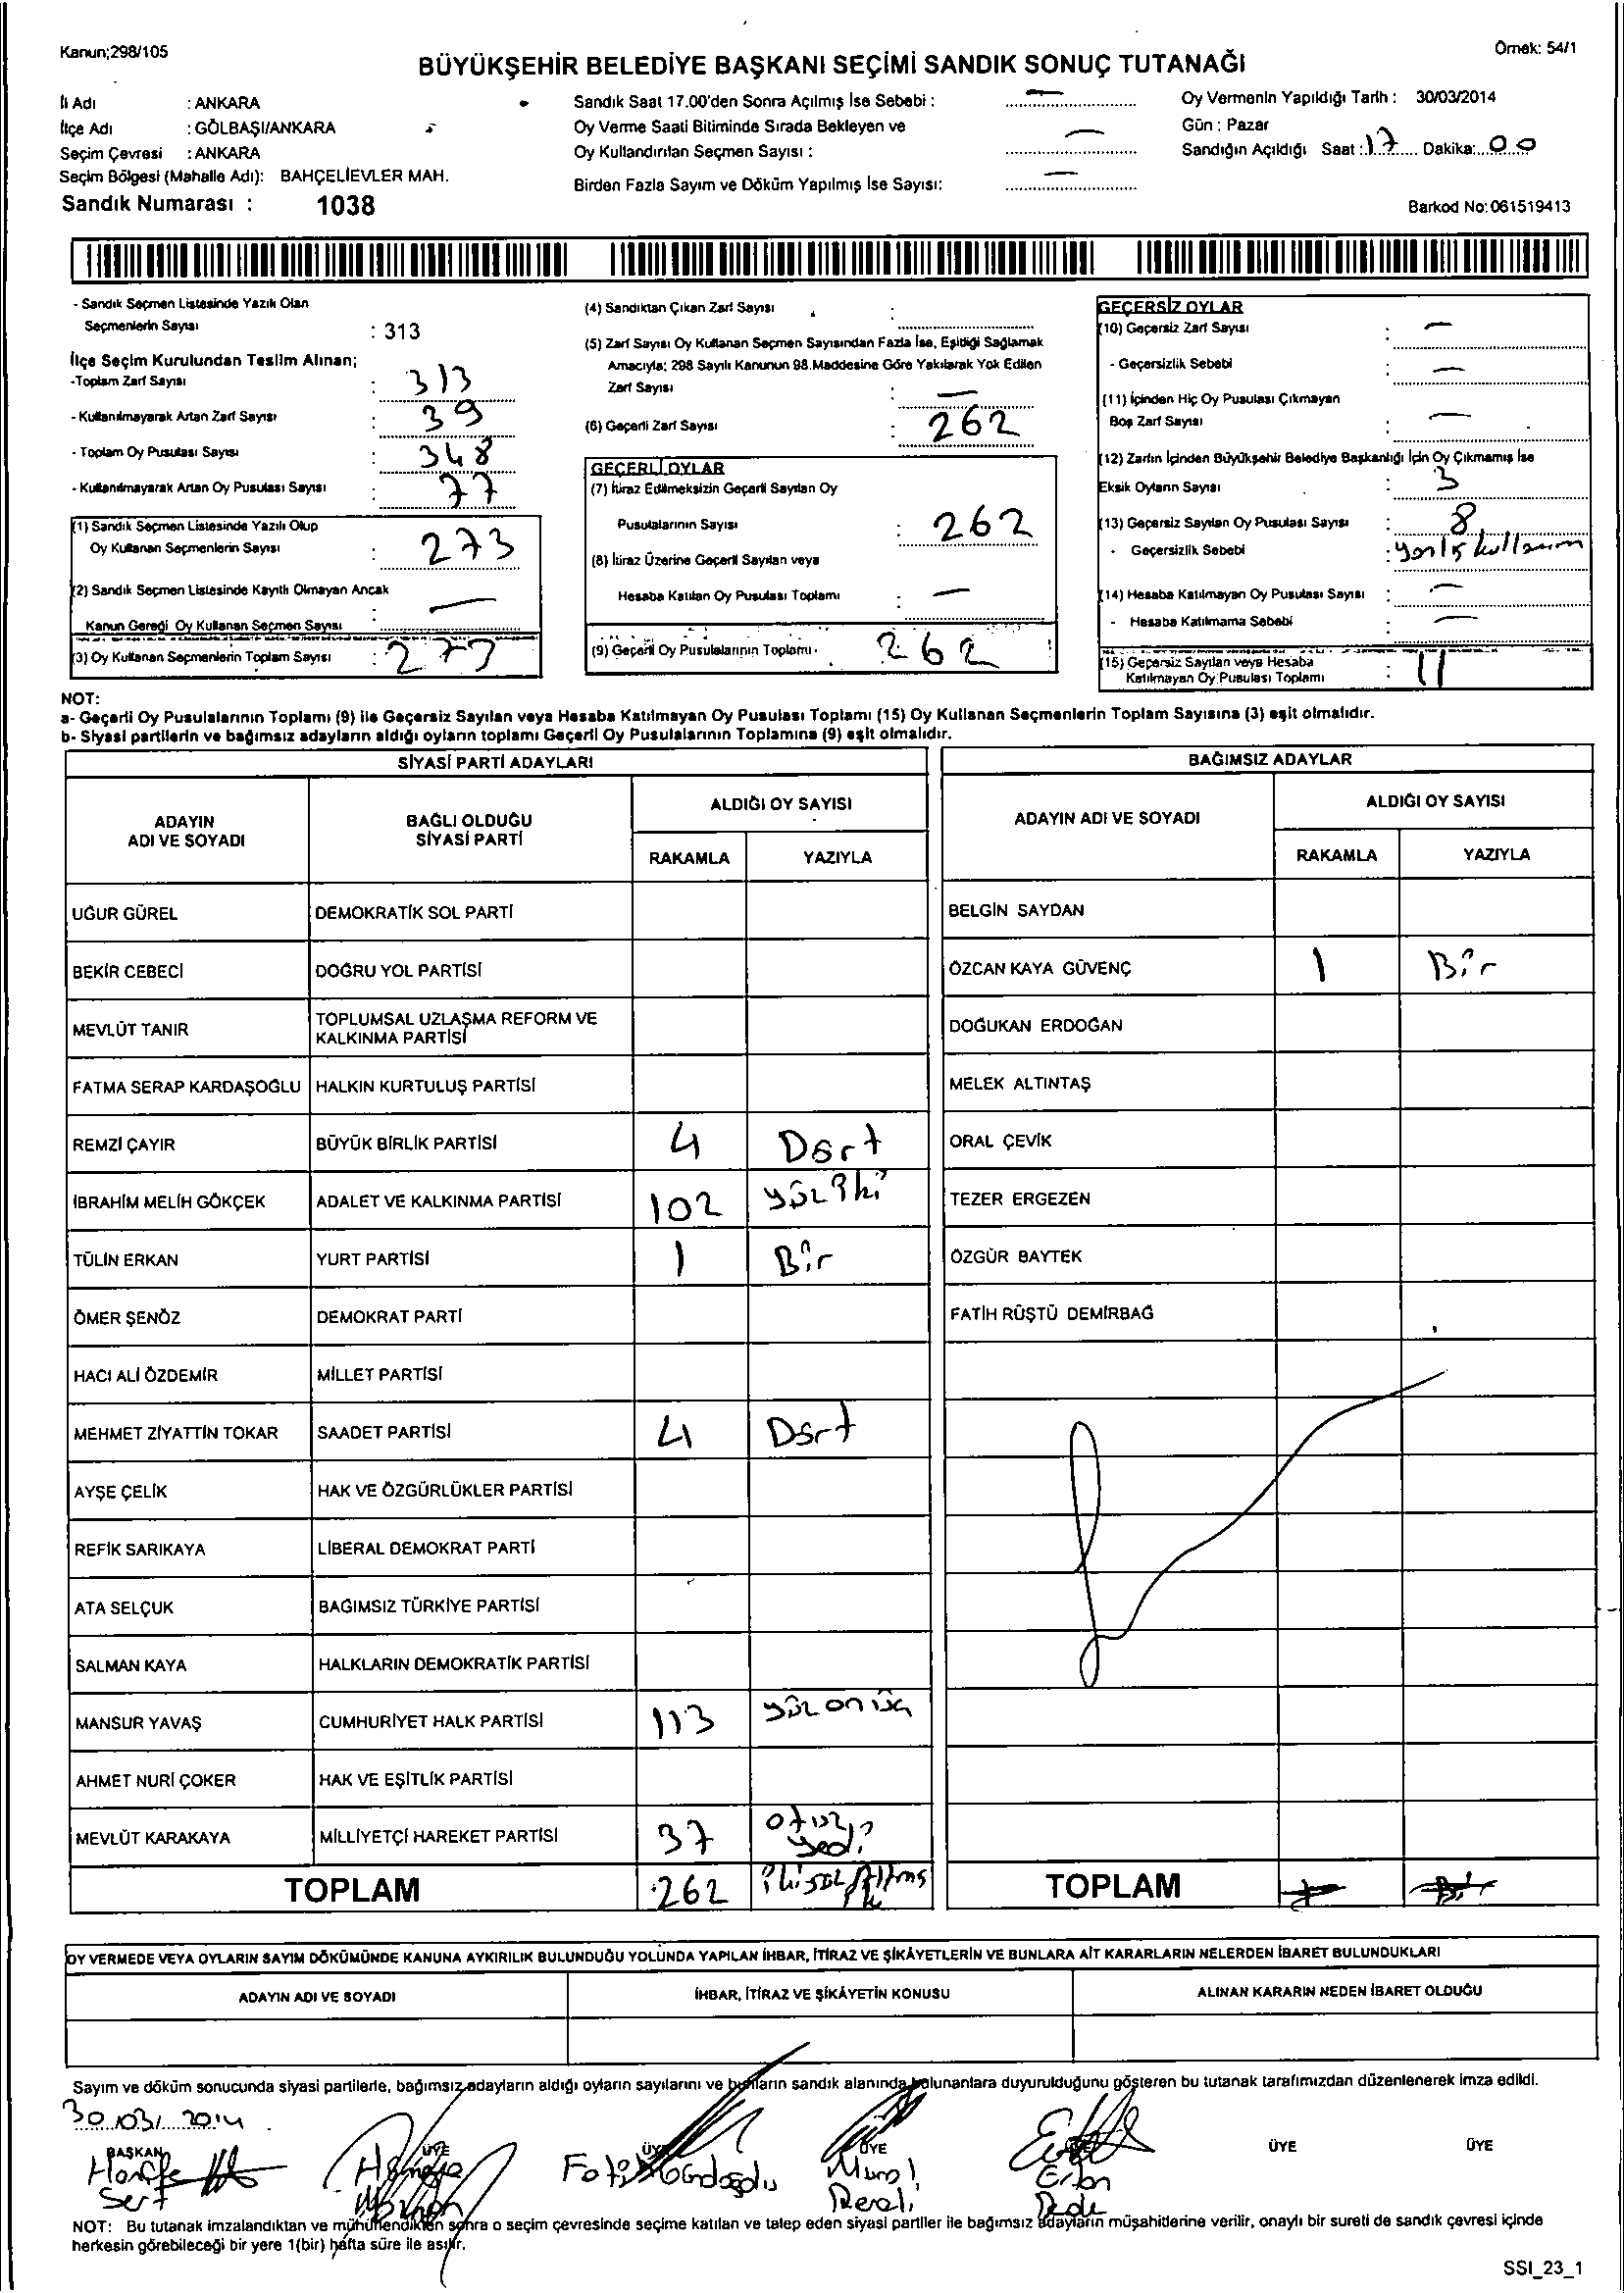 Kanun;298/105
Örnek: 54/1
BÜYÜKŞEHİR BELEDİYE BAŞKANI SEÇİMİ SANDIK SONUÇ TUTANAĞI
İli Adı : ANKARA
İlçe Adı : GÖLBAŞI/ANKARA
Seçim Çevresi : ANKARA
Seçim Bölgesi (Mahalle Adı): BAHÇELİEVLER MAH.
Sandık Numarası : 1038
Sandık Saat 17.00'den Sonra Açılmış İse Sebebi : —
Oy Verme Saati Bitiminde Sırada Bekleyen ve
Oy Kullandırılan Seçmen Sayısı : —
Birden Fazla Sayım ve Döküm Yapılmış İse Sayısı: —
Oy Vermenin Yapıldığı Tarih : 30/03/2014
Gün : Pazar
Sandığın Açıldığı Saat : 17 Dakika: 00
Barkod No: 061519413
- Sandık Seçmen Listesinde Yazılı Olan
Seçmenlerin Sayısı : 313
İlçe Seçim Kurulundan Teslim Alınan;
-Toplam Zarf Sayısı : 313
- Kullanılmayarak Artan Zarf Sayısı : 39
- Toplam Oy Pusulası Sayısı : 348
- Kullanılmayarak Artan Oy Pusulası Sayısı : 77
(1) Sandık Seçmen Listesinde Yazılı Olup
Oy Kullanan Seçmenlerin Sayısı : 273
(2) Sandık Seçmen Listesinde Kayıtlı Olmayan Ancak
Kanun Gereği Oy Kullanan Seçmen Sayısı : —
(3) Oy Kullanan Seçmenlerin Toplam Sayısı : 273
(4) Sandıktan Çıkan Zarf Sayısı :
(5) Zarf Sayısı Oy Kullanan Seçmen Sayısından Fazla İse, Eşitliği Sağlamak
Amacıyla; 298 Sayılı Kanunun 98.Maddesine Göre Yakılarak Yok Edilen
Zarf Sayısı : —
(6) Geçerli Zarf Sayısı : 262
GEÇERLİ OYLAR
(7) İtiraz Edilmeksizin Geçerli Sayılan Oy
Pusulalarının Sayısı : 262
(8) İtiraz Üzerine Geçerli Sayılan veya
Hesaba Katılan Oy Pusulası Toplamı : —
(9) Geçerli Oy Pusulalarının Toplamı 262
GEÇERSİZ OYLAR
(10) Geçersiz Zarf Sayısı : —
- Geçersizlik Sebebi : —
(11) İçinden Hiç Oy Pusulası Çıkmayan
Boş Zarf Sayısı : —
(12) Zarfın İçinden Büyükşehir Belediye Başkanlığı İçin Oy Çıkmamış İse
Eksik Oyların Sayısı : 3
(13) Geçersiz Sayılan Oy Pusulası Sayısı : 8
- Geçersizlik Sebebi : yanlış kullanım
(14) Hesaba Katılmayan Oy Pusulası Sayısı : —
- Hesaba Katılmama Sebebi : —
(15) Geçersiz Sayılan veya Hesaba
Katılmayan Oy Pusulası Toplamı : 11
NOT:
a- Geçerli Oy Pusulalarının Toplamı (9) ile Geçersiz Sayılan veya Hesaba Katılmayan Oy Pusulası Toplamı (15) Oy Kullanan Seçmenlerin Toplam Sayısına (3) eşit olmalıdır.
b- Siyasi partilerin ve bağımsız adayların aldığı oyların toplamı Geçerli Oy Pusulalarının Toplamına (9) eşit olmalıdır.
SİYASİ PARTİ ADAYLARI
ADAYIN ADI VE SOYADI BAĞLI OLDUĞU SİYASİ PARTİ ALDIĞI OY SAYISI
RAKAMLA YAZIYLA
UĞUR GÜREL DEMOKRATİK SOL PARTİ
BEKİR CEBECİ DOĞRU YOL PARTİSİ
MEVLÜT TANIR TOPLUMSAL UZLAŞMA REFORM VE
KALKINMA PARTİSİ
FATMA SERAP KARDAŞOĞLU HALKIN KURTULUŞ PARTİSİ
REMZİ ÇAYIR BÜYÜK BİRLİK PARTİSİ 4 Dört
İBRAHİM MELİH GÖKÇEK ADALET VE KALKINMA PARTİSİ 102 yüz iki
TÜLİN ERKAN YURT PARTİSİ 1 Bir
ÖMER ŞENÖZ DEMOKRAT PARTİ
HACI ALİ ÖZDEMİR MİLLET PARTİSİ
MEHMET ZİYATTİN TOKAR SAADET PARTİSİ 4 Dört
AYŞE ÇELİK HAK VE ÖZGÜRLÜKLER PARTİSİ
REFİK SARIKAYA LİBERAL DEMOKRAT PARTİ
ATA SELÇUK BAĞIMSIZ TÜRKİYE PARTİSİ
SALMAN KAYA HALKLARIN DEMOKRATİK PARTİSİ
MANSUR YAVAŞ CUMHURİYET HALK PARTİSİ 113 yüz onüç
AHMET NURİ ÇOKER HAK VE EŞİTLİK PARTİSİ
MEVLÜT KARAKAYA MİLLİYETÇİ HAREKET PARTİSİ 37 otuz yedi
TOPLAM 262 ikiyüz
BAĞIMSIZ ADAYLAR
ADAYIN ADI VE SOYADI ALDIĞI OY SAYISI
RAKAMLA YAZIYLA
BELGİN SAYDAN
ÖZCAN KAYA GÜVENÇ 1 Bir
DOĞUKAN ERDOĞAN
MELEK ALTINTAŞ
ORAL ÇEVİK
TEZER ERGEZEN
ÖZGÜR BAYTEK
FATİH RÜŞTÜ DEMİRBAĞ
TOPLAM
OY VERMEDE VEYA OYLARIN SAYIM DÖKÜMÜNDE KANUNA AYKIRILIK BULUNDUĞU YOLUNDA YAPILAN İHBAR, İTİRAZ VE ŞİKÂYETLERİN VE BUNLARA AİT KARARLARIN NELERDEN İBARET BULUNDUKLARI
ADAYIN ADI VE SOYADI İHBAR, İTİRAZ VE ŞİKÂYETİN KONUSU ALINAN KARARIN NEDEN İBARET OLDUĞU
Sayım ve döküm sonucunda siyasi partilerle, bağımsız adayların aldığı oyların sayılarını ve bunların sandık alanında bulunanlara duyurulduğunu gösteren bu tutanak tarafımızdan düzenlenerek imza edildi.
30/03/2014
BAŞKAN ÜYE ÜYE ÜYE ÜYE ÜYE ÜYE
Sert Murat Erkan Dede
NOT: Bu tutanak imzalandıktan ve mühürlendikten sonra o seçim çevresinde seçime katılan ve talep eden siyasi partiler ile bağımsız adayların müşahitlerine verilir, onaylı bir sureti de sandık çevresi içinde
herkesin görebileceği bir yere 1(bir) hafta süre ile asılır.
SSI_23_1